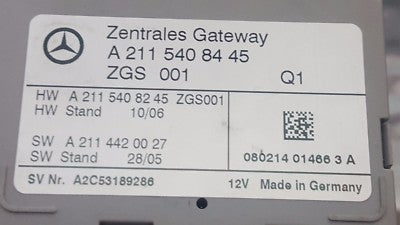 Zentrales Gateway
A 211 540 84 45
ZGS 001 Q1
HW A 211 540 82 45 ZGS001
HW Stand 10/06
SW A 211 442 00 27
SW Stand 28/05
080214 01466 3 A
SV Nr. A2C53189286 12V Made in Germany